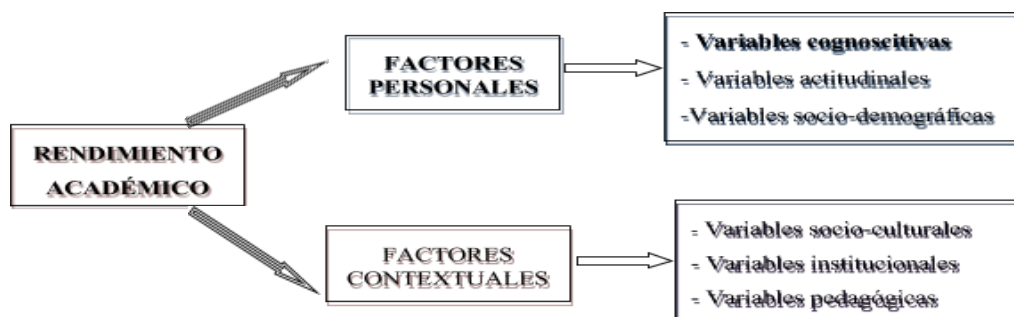 RENDIMIENTO
ACADÉMICO
FACTORES
PERSONALES
- Variables cognoscitivas
- Variables actitudinales
-Variables socio-demográficas
FACTORES
CONTEXTUALES
- Variables socio-culturales
- Variables institucionales
- Variables pedagógicas